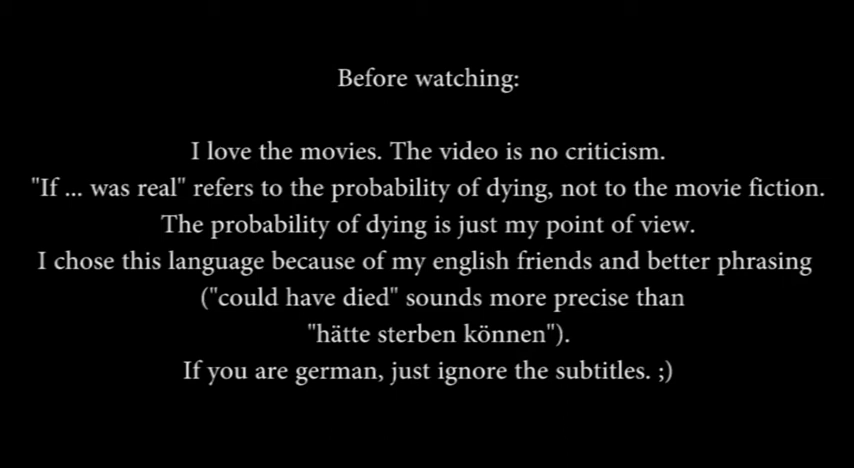 Before watching:
I love the movies. The video is no criticism.
"If ... was real" refers to the probability of dying, not to the movie fiction.
The probability of dying is just my point of view.
I chose this language because of my english friends and better phrasing
("could have died" sounds more precise than
"hätte sterben können").
If you are german, just ignore the subtitles. ;)